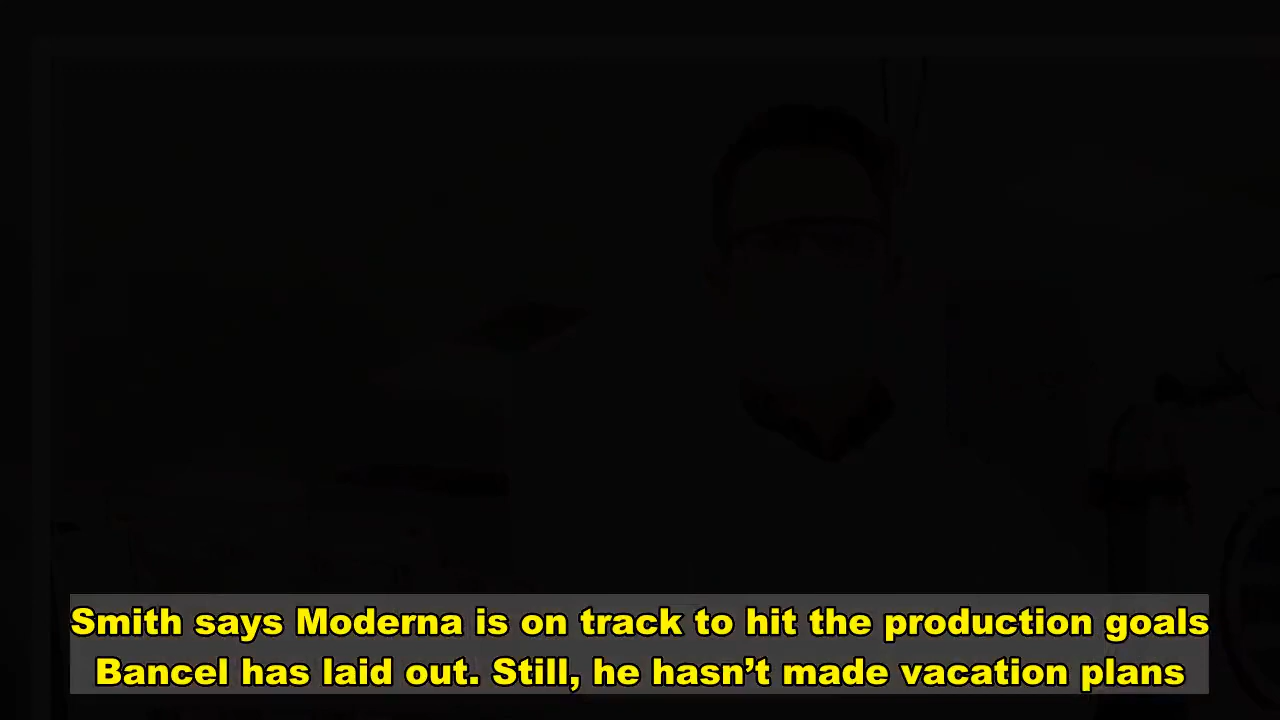 Smith says Moderna is on track to hit the production goals
Bancel has laid out. Still, he hasn’t made vacation plans